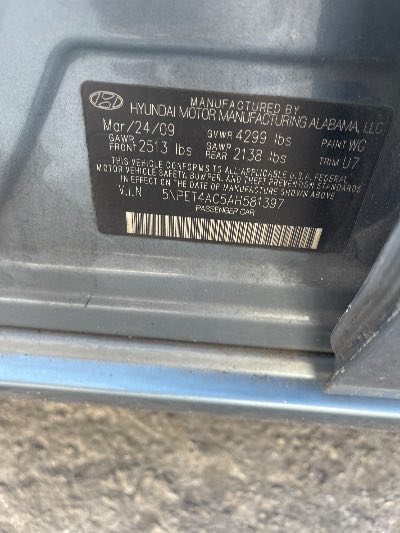 MANUFACTURED BY
HYUNDAI MOTOR MANUFACTURING ALABAMA, LLC
Mar/24/09 GVWR 4299 lbs PAINT WC
GAWR FRONT 2513 lbs GAWR REAR 2138 lbs TRIM U7
THIS VEHICLE CONFORMS TO ALL APPLICABLE U.S.A. FEDERAL
MOTOR VEHICLE SAFETY, BUMPER, AND THEFT PREVENTION STANDARDS
IN EFFECT ON THE DATE OF MANUFACTURE SHOWN ABOVE.
V.I.N 5NPET4AC5AH581397
(PASSENGER CAR)